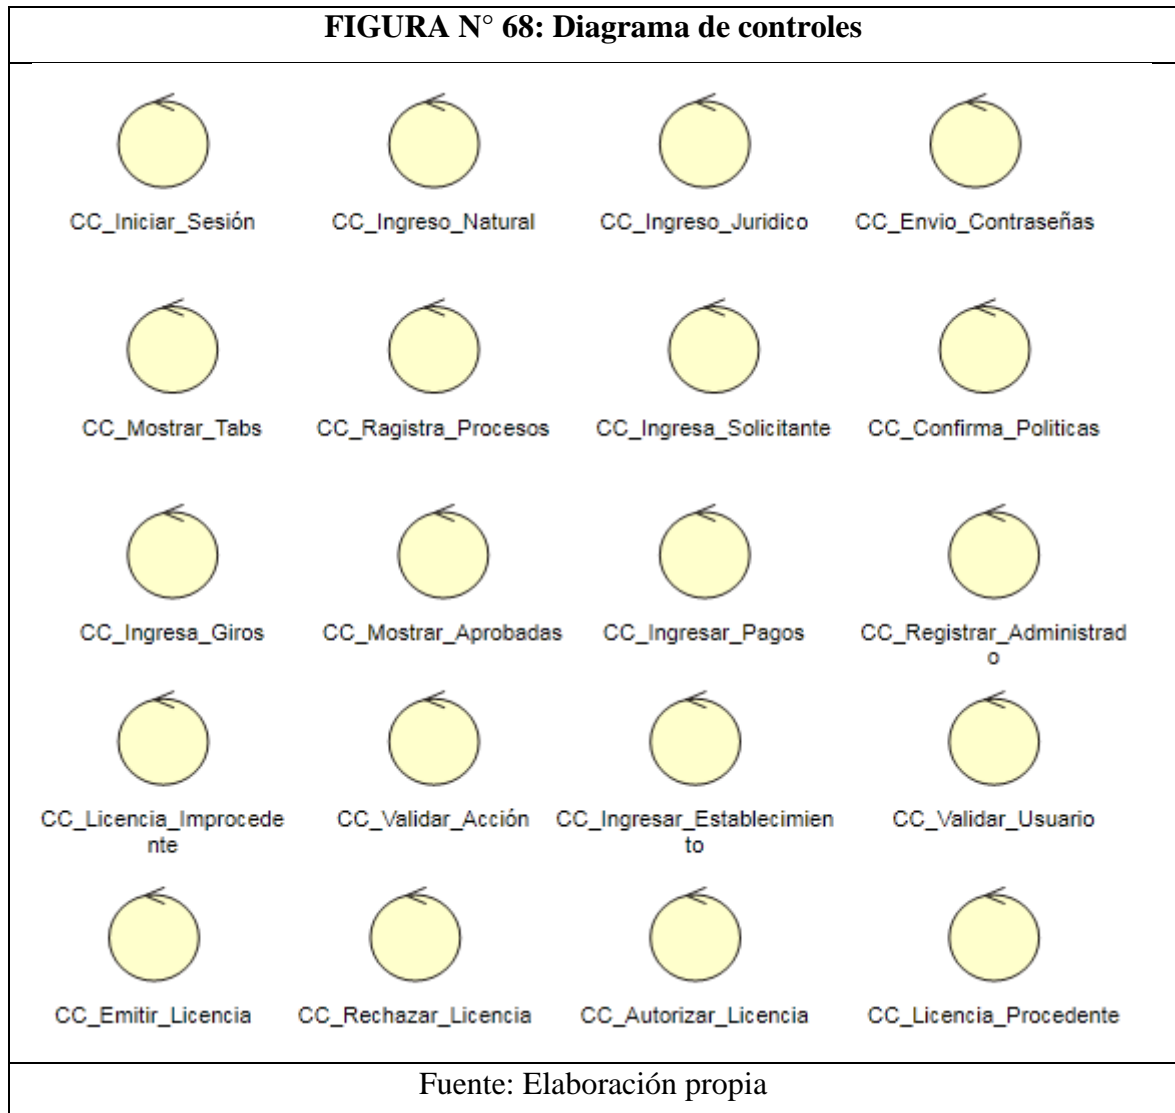 FIGURA N° 68: Diagrama de controles
CC_Iniciar_Sesión CC_Ingreso_Natural CC_Ingreso_Juridico CC_Envio_Contraseñas
CC_Mostrar_Tabs CC_Ragistra_Procesos CC_Ingresa_Solicitante CC_Confirma_Politicas
CC_Ingresa_Giros CC_Mostrar_Aprobadas CC_Ingresar_Pagos CC_Registrar_Administrad
o
CC_Licencia_Improcede CC_Validar_Acción CC_Ingresar_Establecimien CC_Validar_Usuario
nte to
CC_Emitir_Licencia CC_Rechazar_Licencia CC_Autorizar_Licencia CC_Licencia_Procedente
Fuente: Elaboración propia